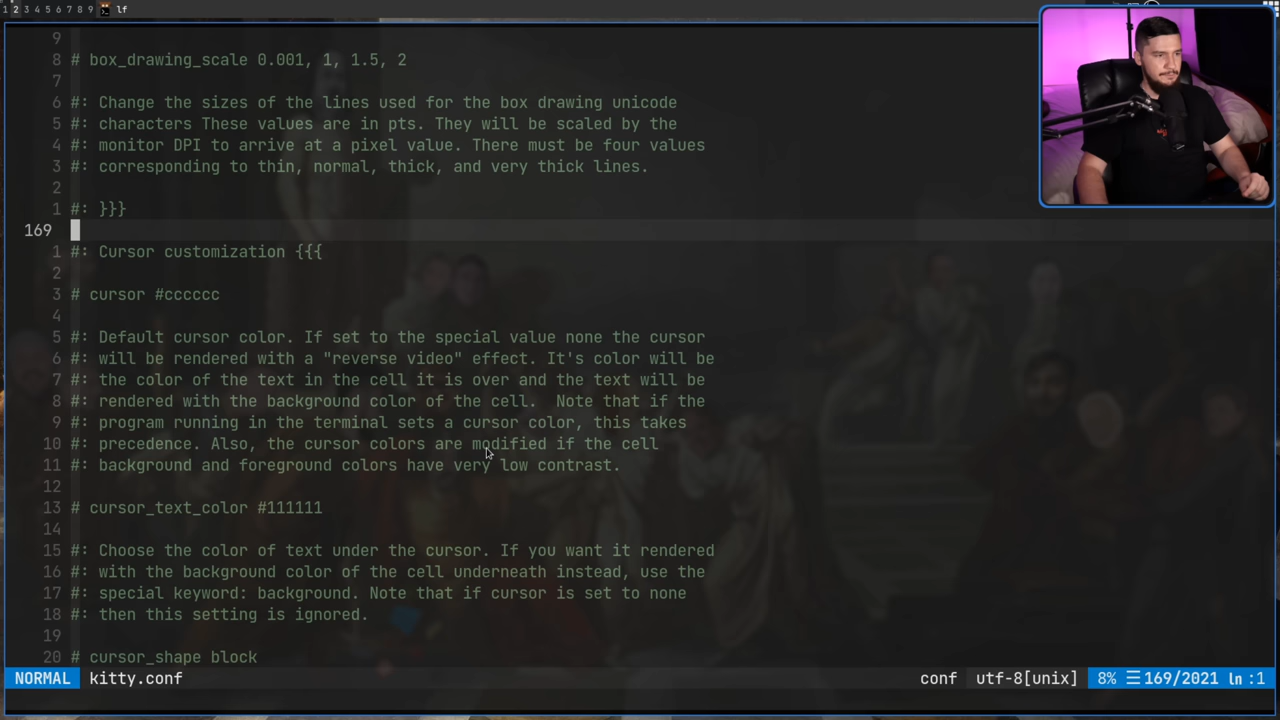 1 2 3 4 5 6 7 8 9 lf
9
8 # box_drawing_scale 0.001, 1, 1.5, 2
7
6 #: Change the sizes of the lines used for the box drawing unicode
5 #: characters These values are in pts. They will be scaled by the
4 #: monitor DPI to arrive at a pixel value. There must be four values
3 #: corresponding to thin, normal, thick, and very thick lines.
2
1 #: }}}
169
1 #: Cursor customization {{{
2
3 # cursor #cccccc
4
5 #: Default cursor color. If set to the special value none the cursor
6 #: will be rendered with a "reverse video" effect. It's color will be
7 #: the color of the text in the cell it is over and the text will be
8 #: rendered with the background color of the cell.  Note that if the
9 #: program running in the terminal sets a cursor color, this takes
10 #: precedence. Also, the cursor colors are modified if the cell
11 #: background and foreground colors have very low contrast.
12
13 # cursor_text_color #111111
14
15 #: Choose the color of text under the cursor. If you want it rendered
16 #: with the background color of the cell underneath instead, use the
17 #: special keyword: background. Note that if cursor is set to none
18 #: then this setting is ignored.
19
20 # cursor_shape block
NORMAL kitty.conf conf utf-8[unix] 8% ☰ 169/2021 ln :1